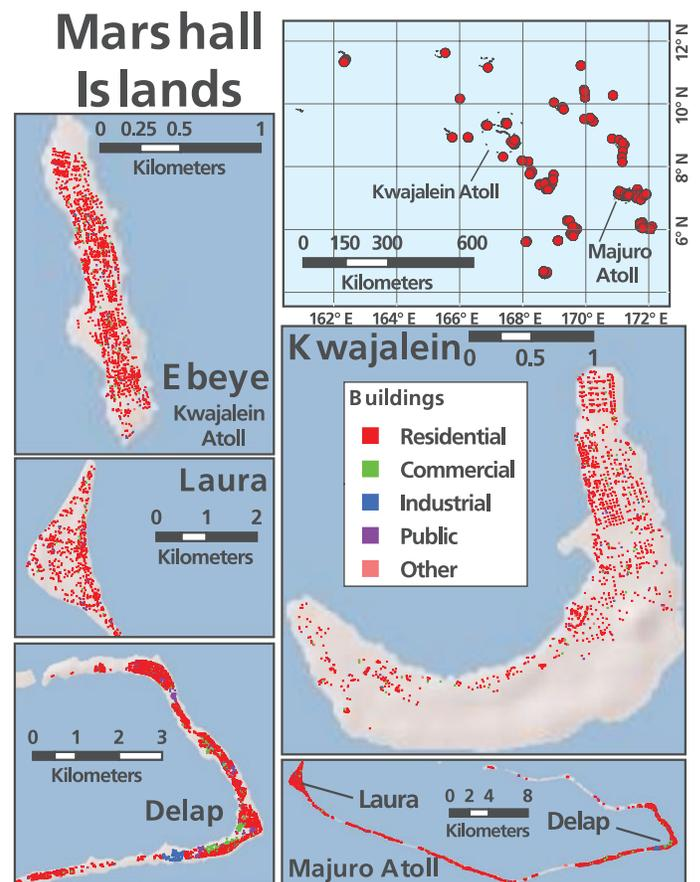 Marshall
Islands
0 0.25 0.5 1
Kilometers
Ebeye
Kwajalein
Atoll
Laura
0 1 2
Kilometers
0 1 2 3
Kilometers
Delap
12° N
10° N
8° N
6° N
Kwajalein Atoll
0 150 300 600
Kilometers
Majuro
Atoll
162° E 164° E 166° E 168° E 170° E 172° E
Kwajalein
0 0.5 1
Buildings
Residential
Commercial
Industrial
Public
Other
Laura
0 2 4 8
Kilometers
Delap
Majuro Atoll